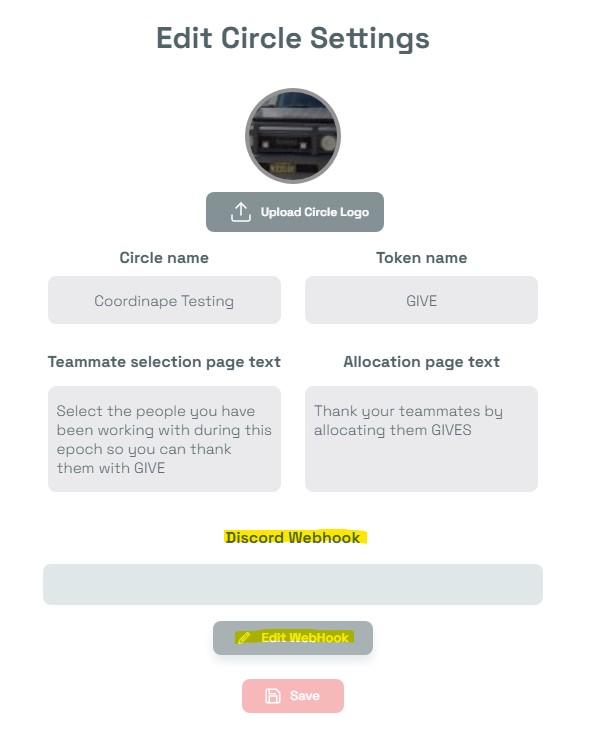 Edit Circle Settings
Upload Circle Logo
Circle name
Token name
Coordinape Testing
GIVE
Teammate selection page text
Allocation page text
Select the people you have
been working with during this
epoch so you can thank
them with GIVE
Thank your teammates by
allocating them GIVES
Discord Webhook
Edit WebHook
Save